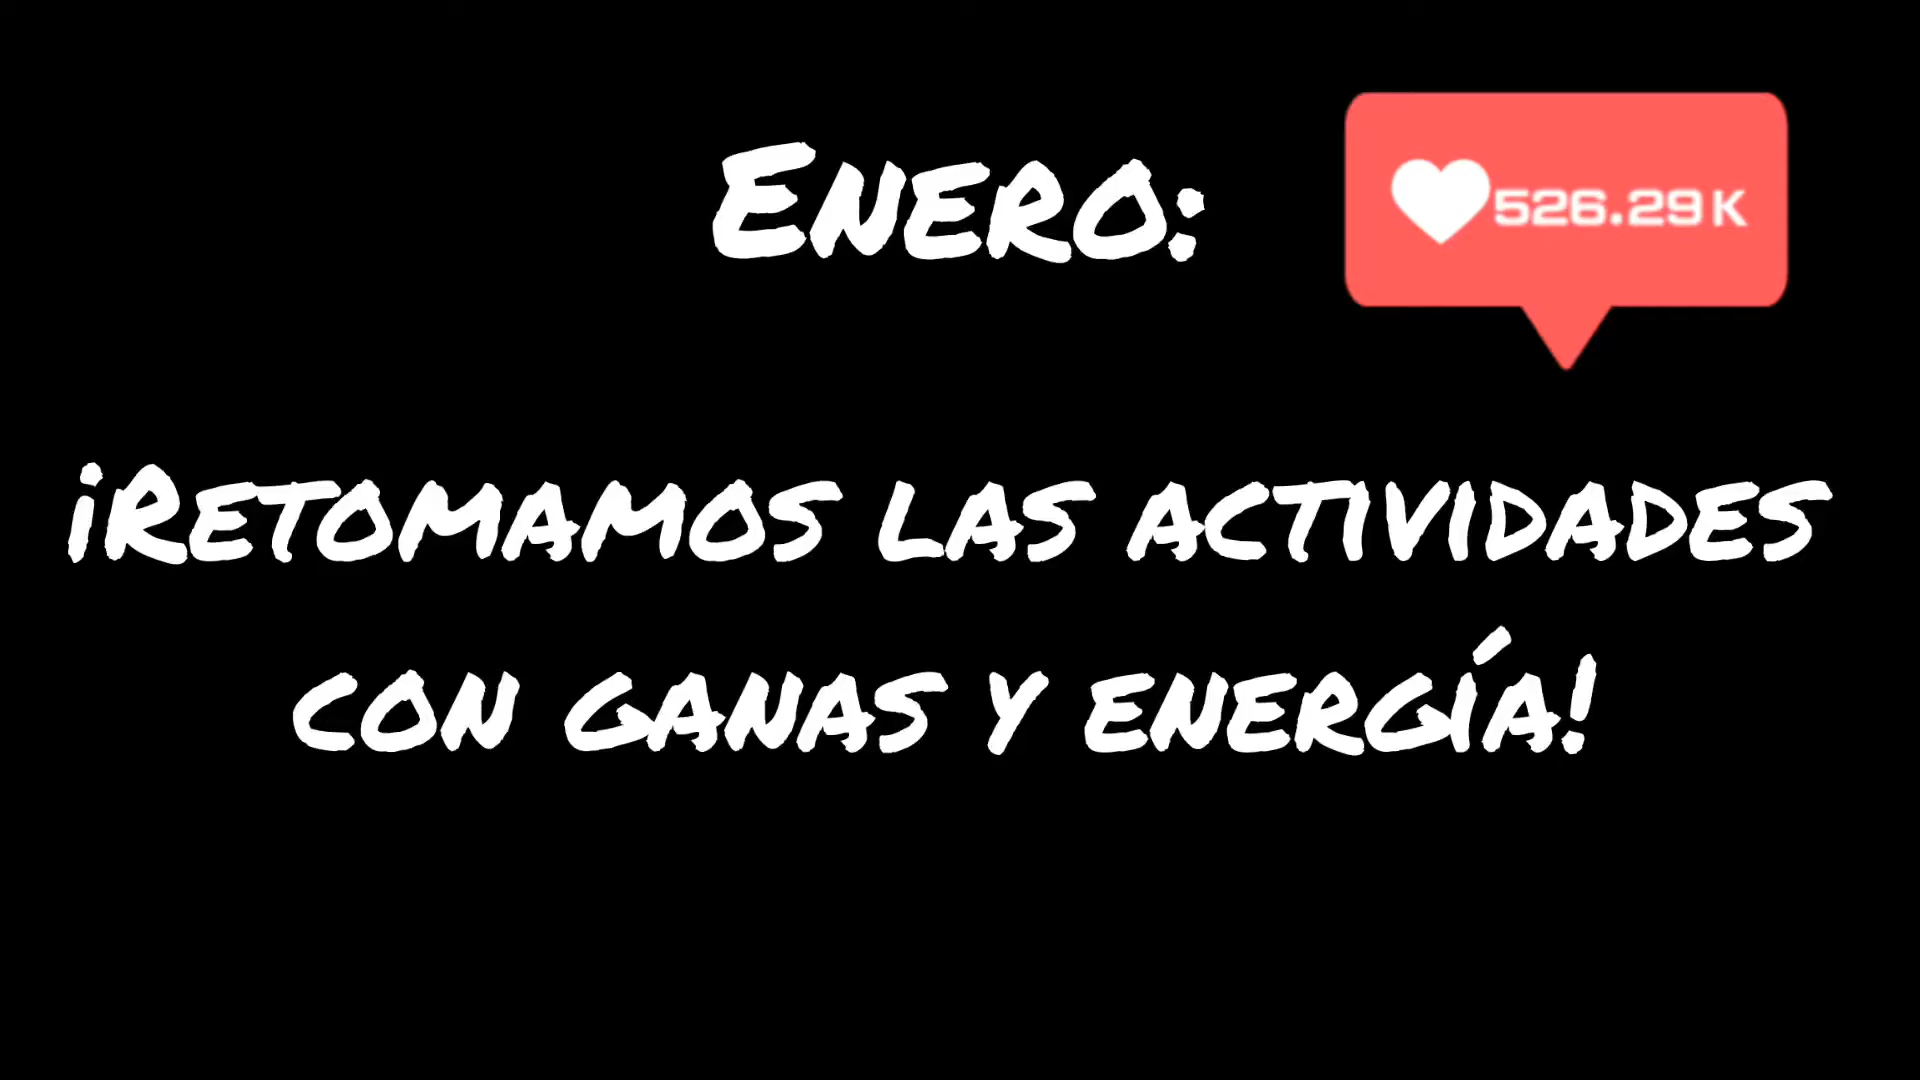 Enero:
526.29K
¡Retomamos las actividades
con ganas y energía!